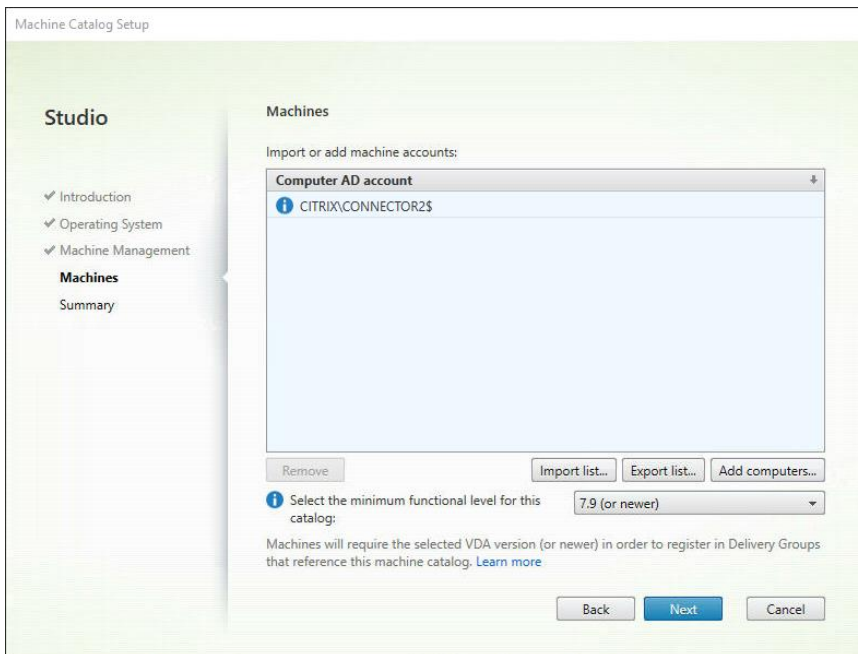 Machine Catalog Setup
Studio
Introduction
Operating System
Machine Management
Machines
Summary
Machines
Import or add machine accounts:
Computer AD account
CITRIX\CONNECTOR2$
Remove
Import list...
Export list...
Add computers...
Select the minimum functional level for this
catalog:
7.9 (or newer)
Machines will require the selected VDA version (or newer) in order to register in Delivery Groups
that reference this machine catalog. Learn more
Back
Next
Cancel